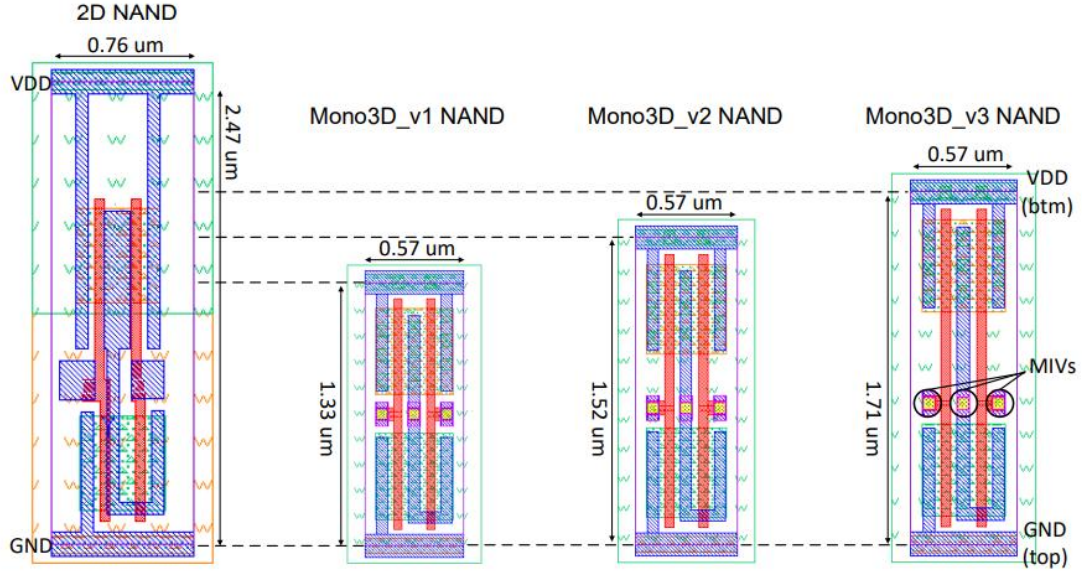 2D NAND
0.76 um
VDD
2.47 um
GND
Mono3D_v1 NAND
0.57 um
1.33 um
Mono3D_v2 NAND
0.57 um
1.52 um
Mono3D_v3 NAND
0.57 um
VDD
(btm)
1.71 um
MIVs
GND
(top)